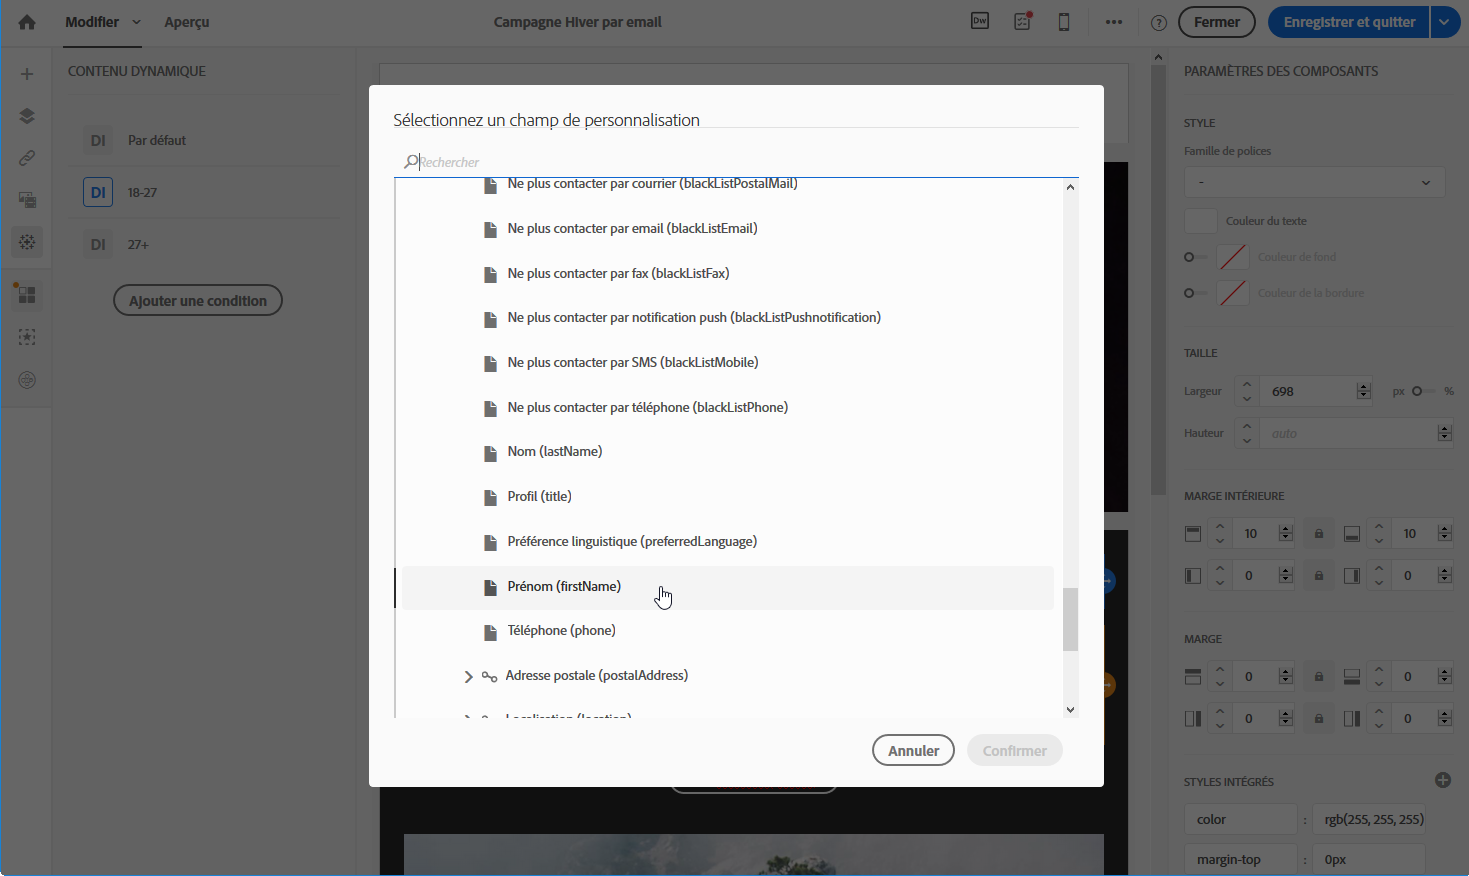 Modifier
Aperçu
Campagne Hiver par email
Dw
?
Fermer
Enregistrer et quitter
CONTENU DYNAMIQUE
DI Par défaut
DI 18-27
DI 27+
Ajouter une condition
Sélectionnez un champ de personnalisation
Rechercher
Ne plus contacter par courrier (blackListPostalMail)
Ne plus contacter par email (blackListEmail)
Ne plus contacter par fax (blackListFax)
Ne plus contacter par notification push (blackListPushnotification)
Ne plus contacter par SMS (blackListMobile)
Ne plus contacter par téléphone (blackListPhone)
Nom (lastName)
Profil (title)
Préférence linguistique (preferredLanguage)
Prénom (firstName)
Téléphone (phone)
Adresse postale (postalAddress)
Localisation (location)
Annuler
Confirmer
PARAMÈTRES DES COMPOSANTS
STYLE
Famille de polices
-
Couleur du texte
Couleur de fond
Couleur de la bordure
TAILLE
Largeur 698 px %
Hauteur auto
MARGE INTÉRIEURE
10 10
0 0
MARGE
0 0
0 0
STYLES INTÉGRÉS
color : rgb(255, 255, 255)
margin-top : 0px